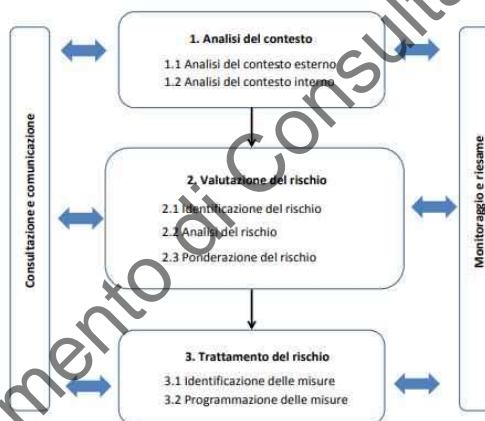 1. Analisi del contesto
1.1 Analisi del contesto esterno
1.2 Analisi del contesto interno
2. Valutazione del rischio
2.1 Identificazione del rischio
2.2 Analisi del rischio
2.3 Ponderazione del rischio
3. Trattamento del rischio
3.1 Identificazione delle misure
3.2 Programmazione delle misure
Consultazione e comunicazione
Monitoraggio e riesame
mento di Consult